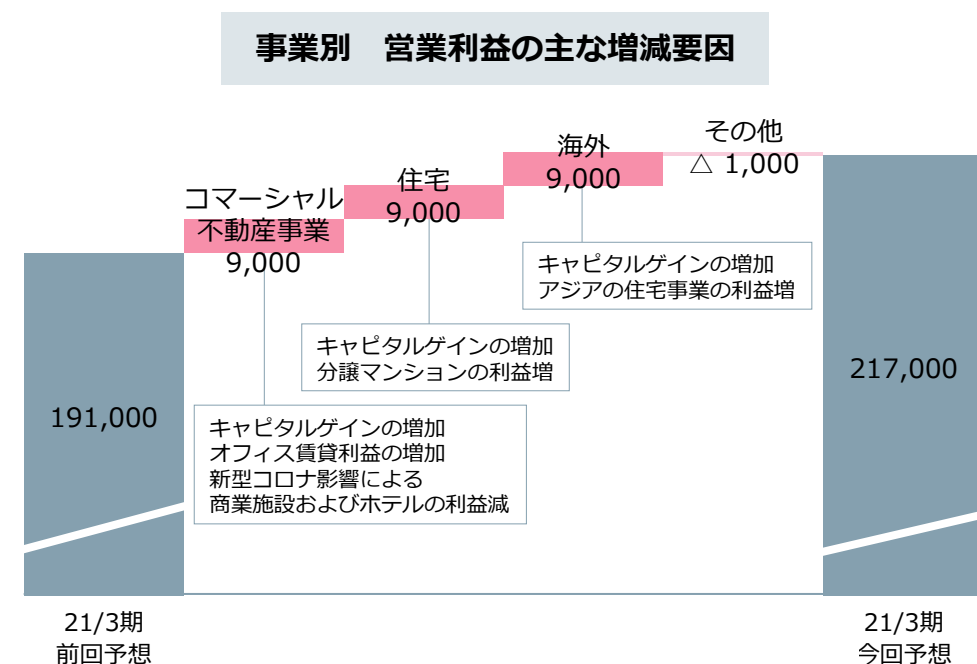 事業別　営業利益の主な増減要因
コマーシャル
不動産事業
9,000
住宅
9,000
海外
9,000
その他
△ 1,000
キャピタルゲインの増加
アジアの住宅事業の利益増
キャピタルゲインの増加
分譲マンションの利益増
キャピタルゲインの増加
オフィス賃貸利益の増加
新型コロナ影響による
商業施設およびホテルの利益減
191,000
217,000
21/3期
前回予想
21/3期
今回予想